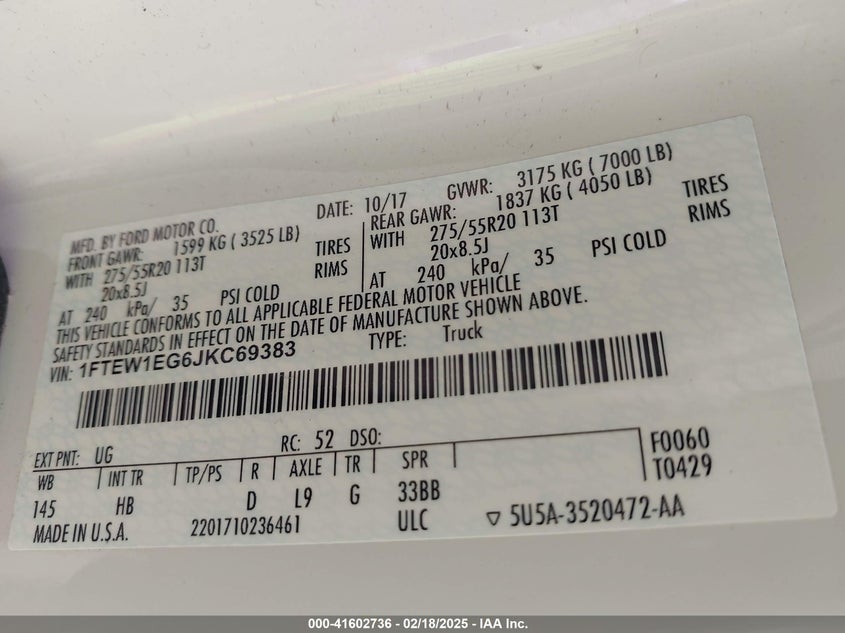 MFD. BY FORD MOTOR CO.
DATE: 10/17 GVWR: 3175 KG ( 7000 LB)
FRONT GAWR: 1599 KG ( 3525 LB)
REAR GAWR: 1837 KG ( 4050 LB)
WITH 275/55R20 113T TIRES
WITH 275/55R20 113T TIRES
20x8.5J RIMS
20x8.5J RIMS
AT 240 kPa/ 35 PSI COLD
AT 240 kPa/ 35 PSI COLD
THIS VEHICLE CONFORMS TO ALL APPLICABLE FEDERAL MOTOR VEHICLE
SAFETY STANDARDS IN EFFECT ON THE DATE OF MANUFACTURE SHOWN ABOVE.
VIN: 1FTEW1EG6JKC69383 TYPE: Truck
EXT PNT: UG RC: 52 DSO:
WB INT TR TP/PS R AXLE TR SPR F0060
145 HB D L9 G 33BB T0429
MADE IN U.S.A. 2201710236461 ULC ▽ 5U5A-3520472-AA
000-41602736 - 02/18/2025 - IAA Inc.